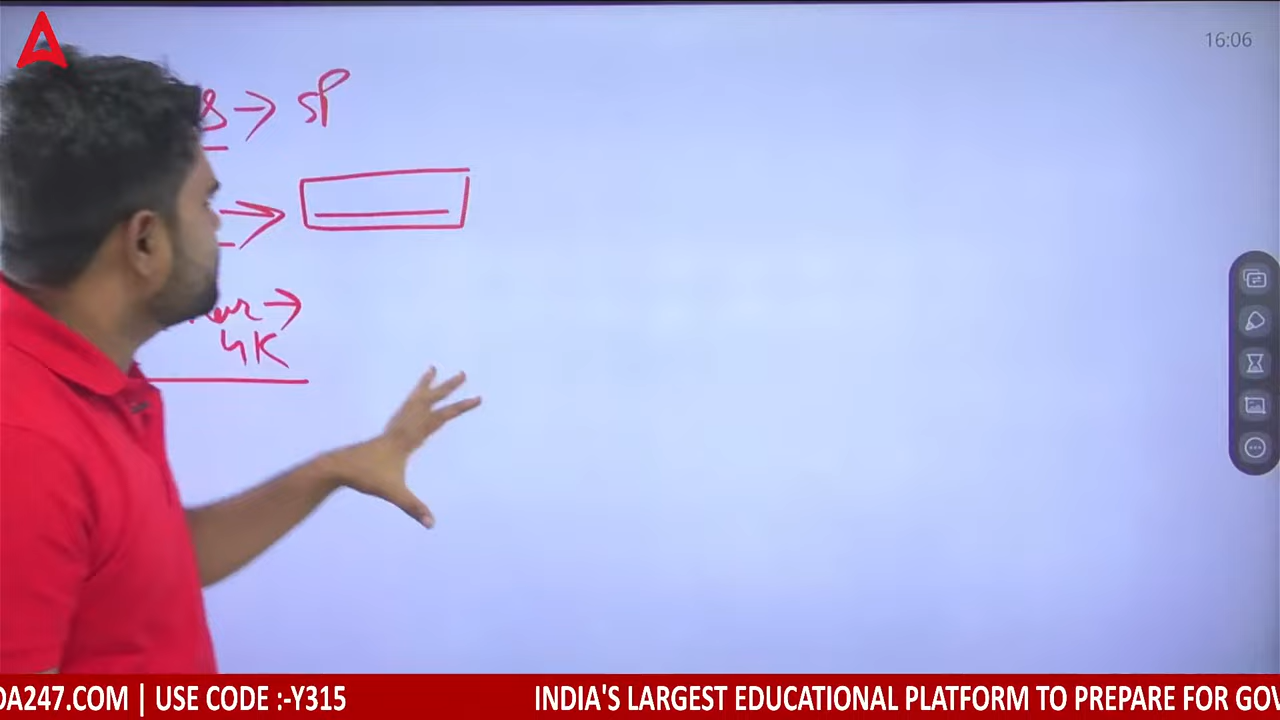 16:06
→ SP
→
→
4K
DA247.COM | USE CODE :-Y315 INDIA'S LARGEST EDUCATIONAL PLATFORM TO PREPARE FOR GOV